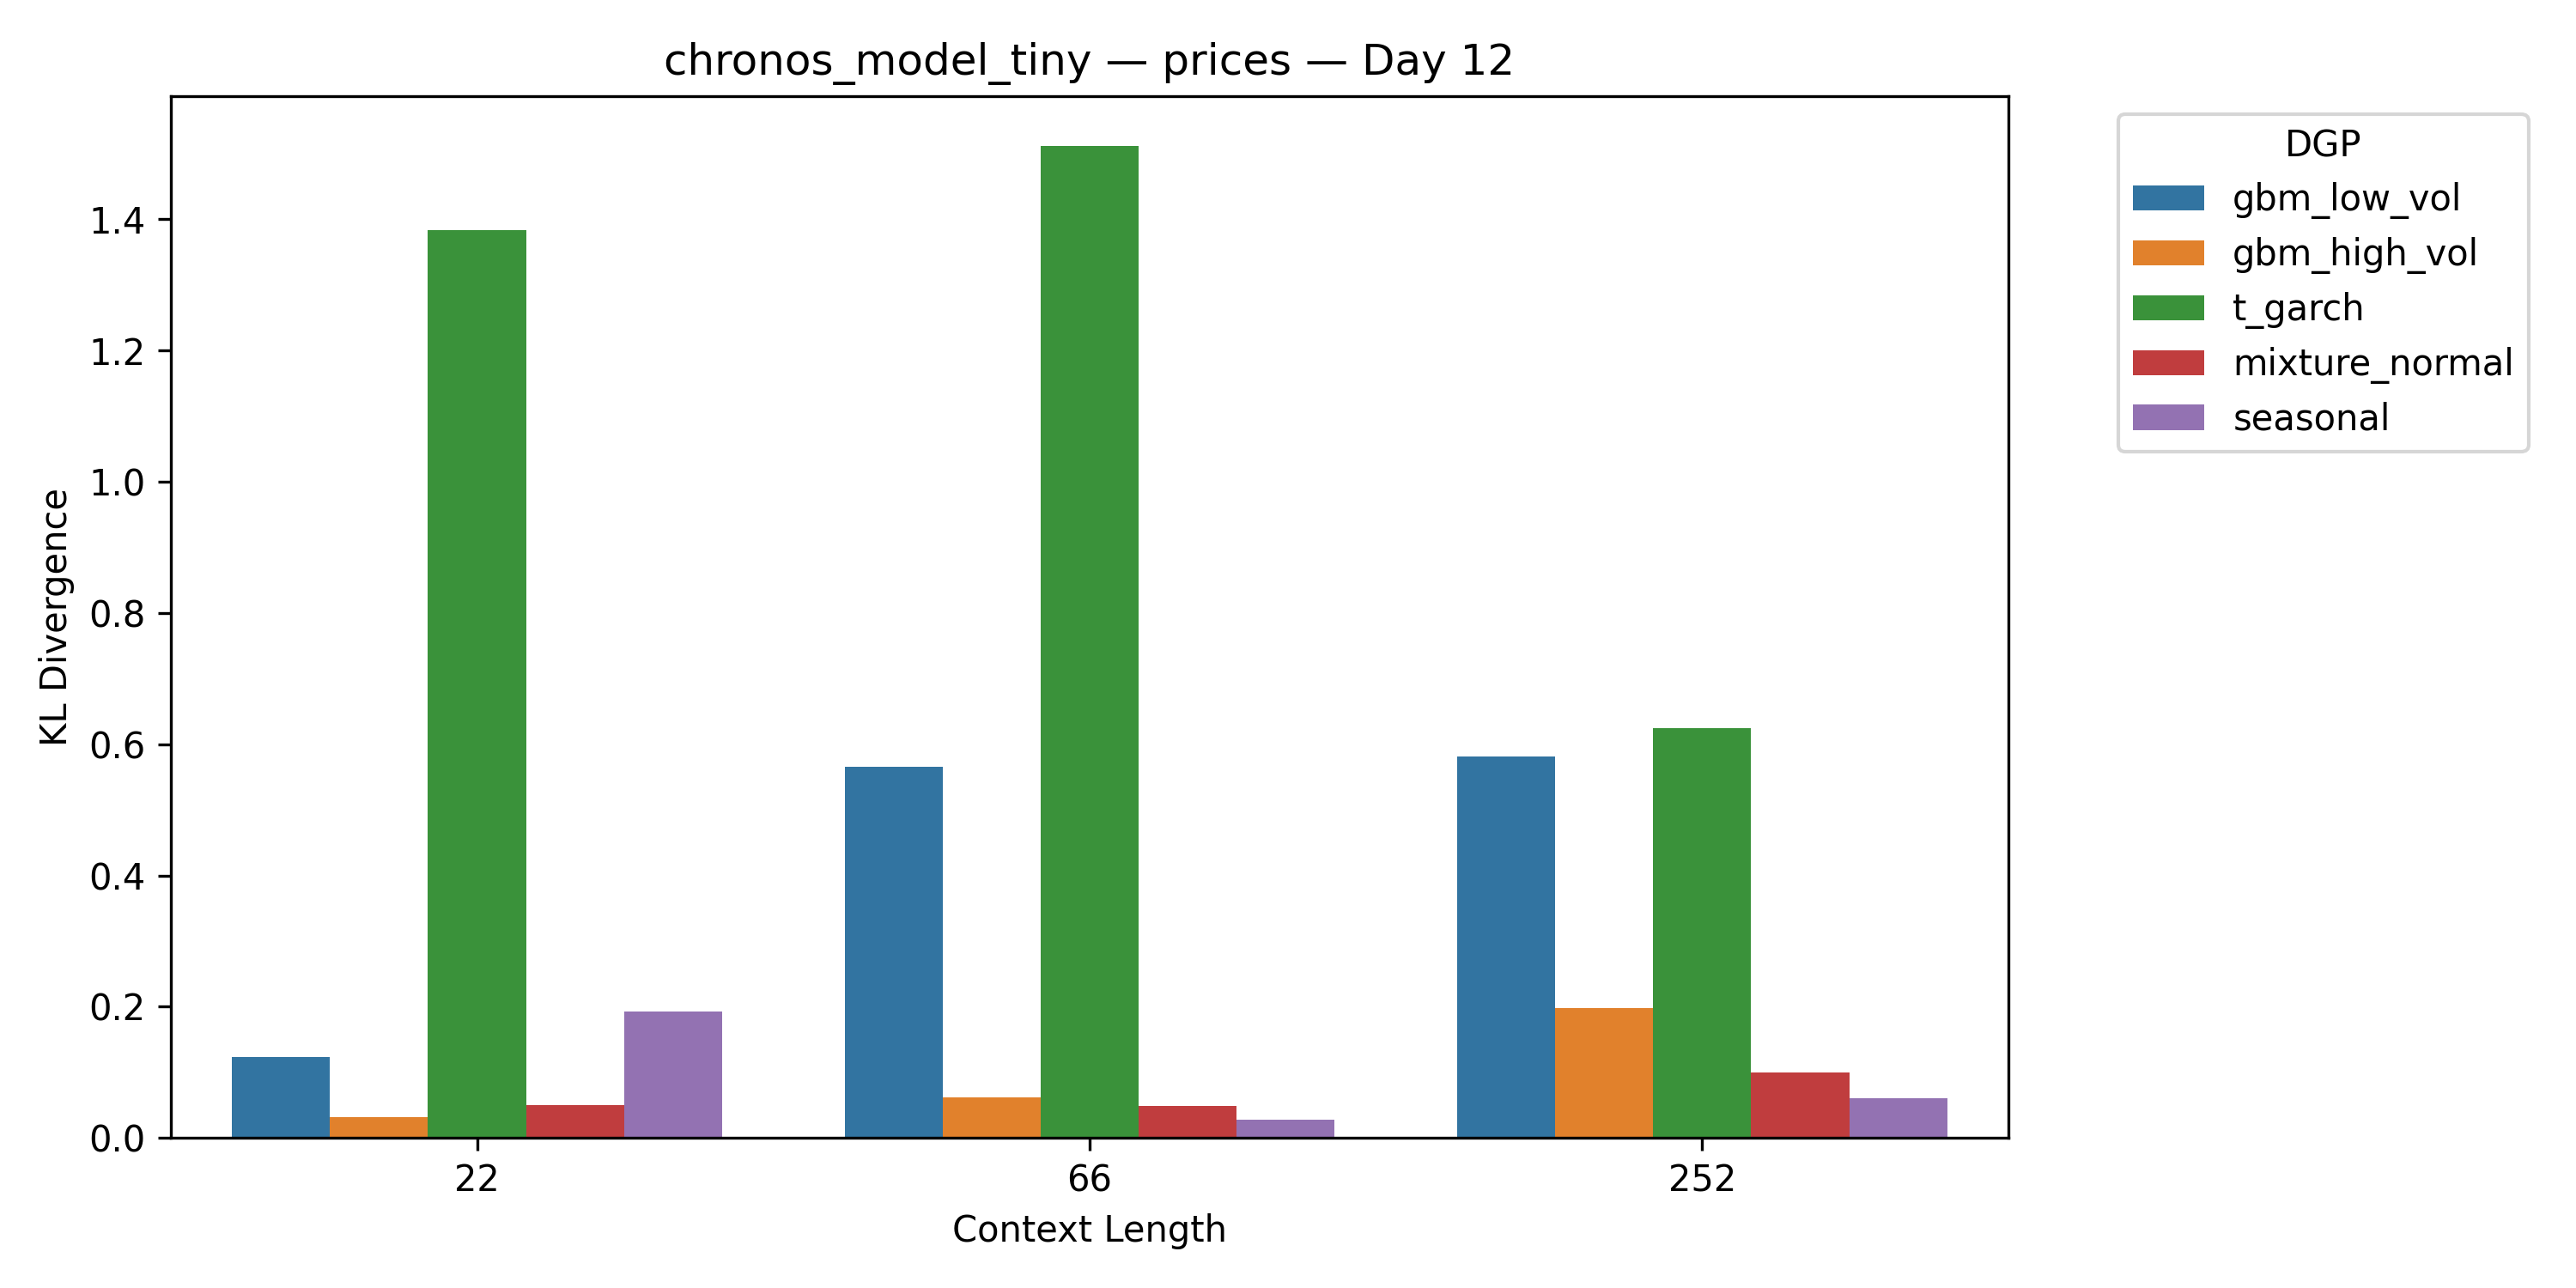 chronos_model_tiny — prices — Day 12
KL Divergence
1.4
1.2
1.0
0.8
0.6
0.4
0.2
0.0
22
66
252
Context Length
DGP
gbm_low_vol
gbm_high_vol
t_garch
mixture_normal
seasonal